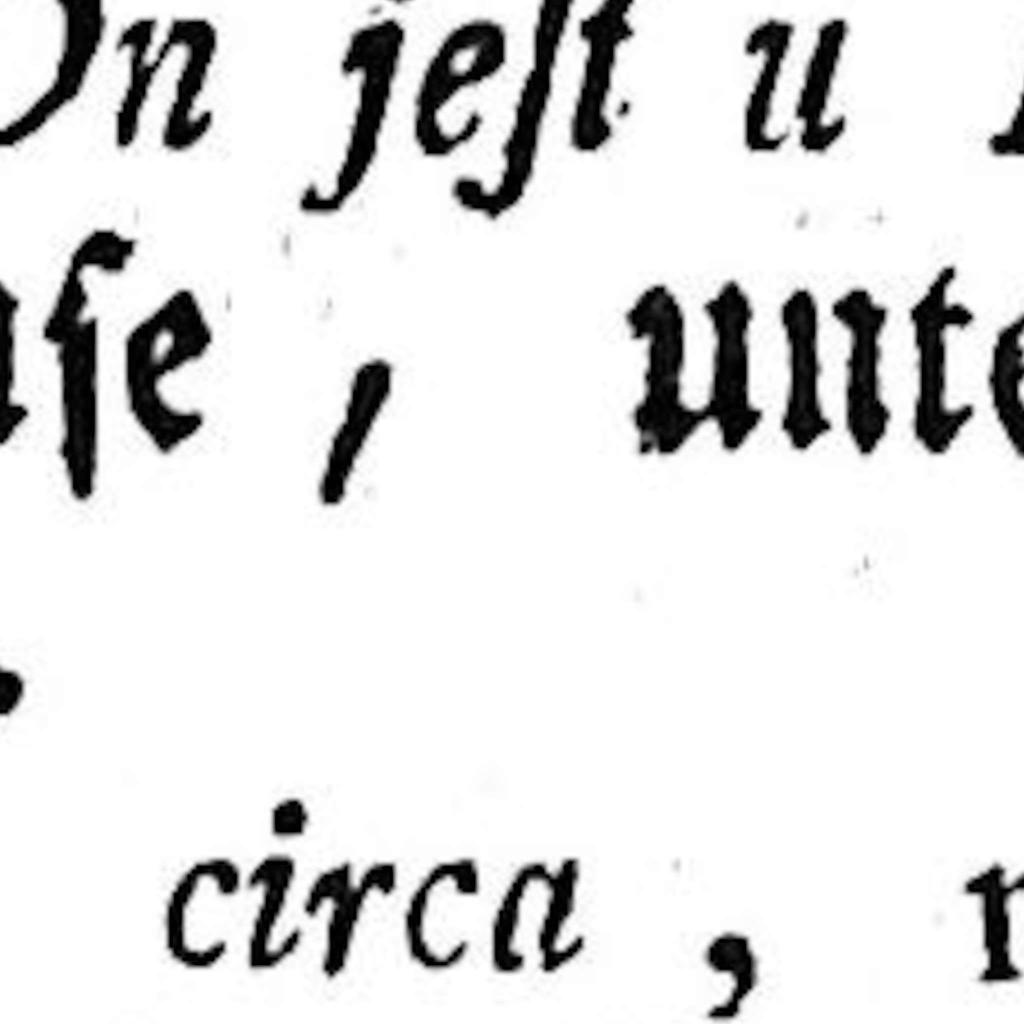 On jeſt u
ſe, unte
.
circa, r